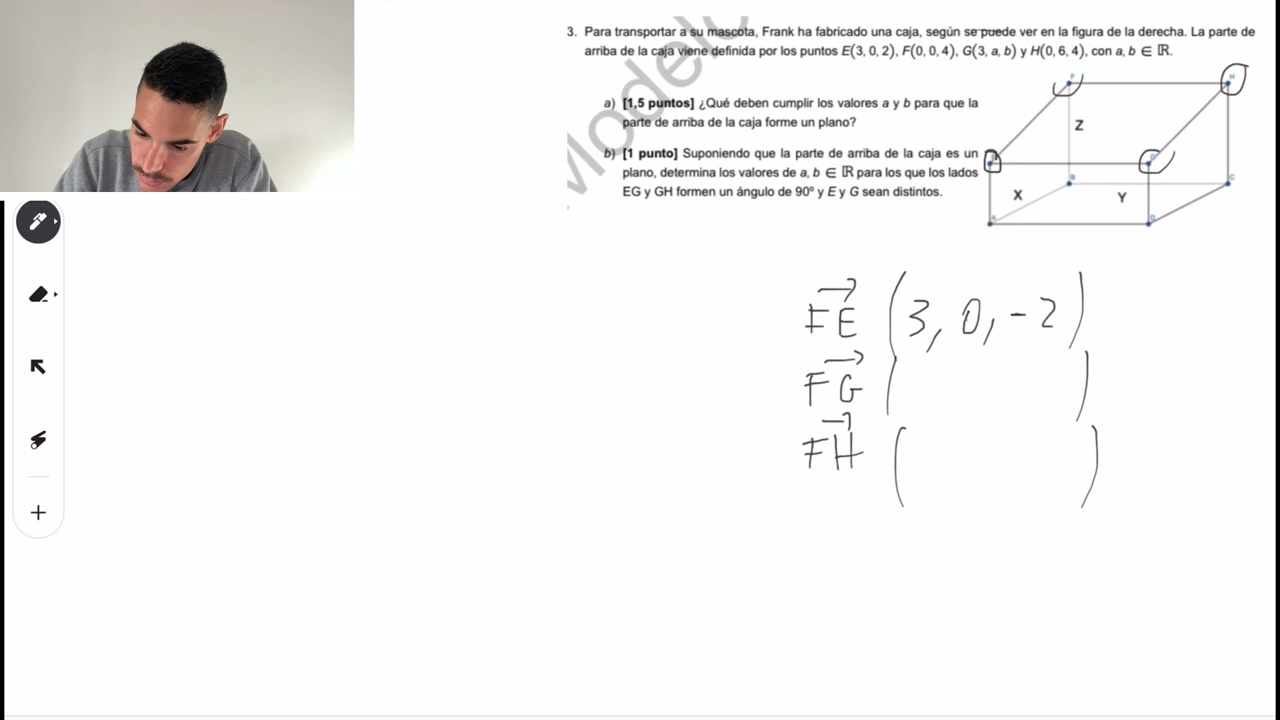 Modelo
3. Para transportar a su mascota, Frank ha fabricado una caja, según se puede ver en la figura de la derecha. La parte de
arriba de la caja viene definida por los puntos E(3, 0, 2), F(0, 0, 4), G(3, a, b) y H(0, 6, 4), con a, b ∈ ℝ.
a) [1,5 puntos] ¿Qué deben cumplir los valores a y b para que la
parte de arriba de la caja forme un plano?
b) [1 punto] Suponiendo que la parte de arriba de la caja es un
plano, determina los valores de a, b ∈ ℝ para los que los lados
EG y GH formen un ángulo de 90º y E y G sean distintos.
F
H
Z
B
C
X
Y
A
D
FE (3, 0, -2)
FG ( )
FH ( )